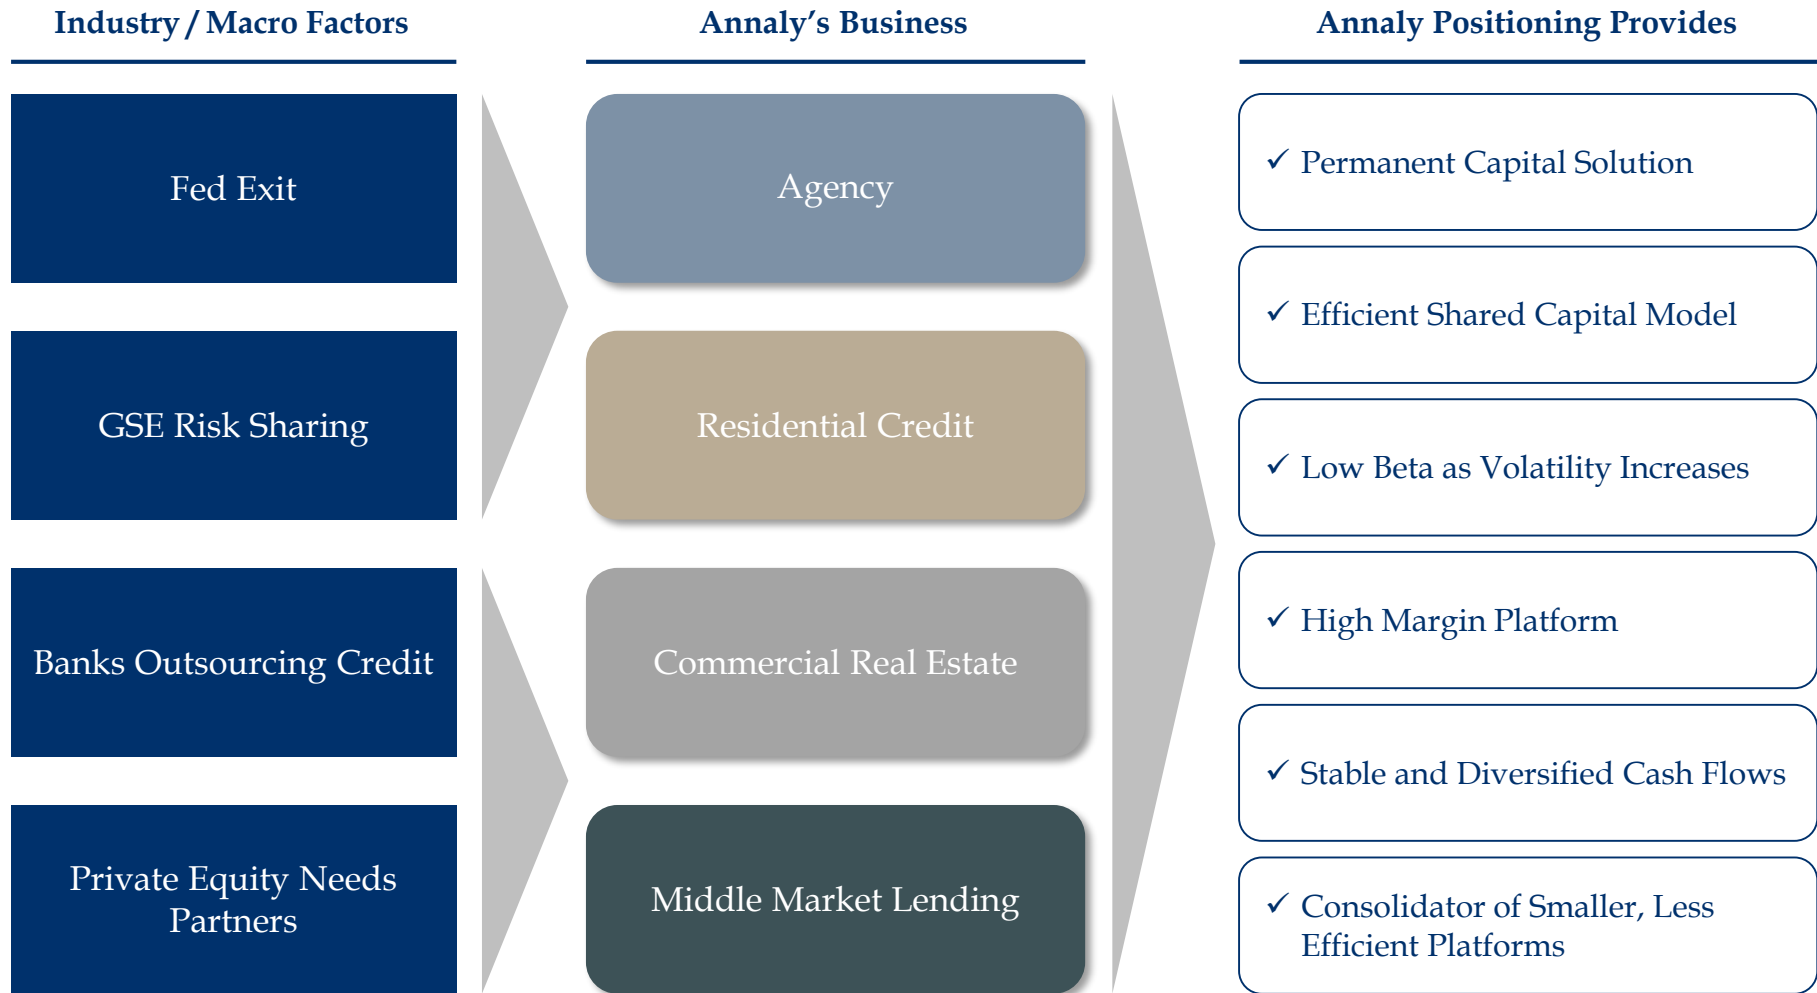 Industry / Macro Factors
Annaly’s Business
Annaly Positioning Provides
Fed Exit
GSE Risk Sharing
Banks Outsourcing Credit
Private Equity Needs
Partners
Agency
Residential Credit
Commercial Real Estate
Middle Market Lending
✓ Permanent Capital Solution
✓ Efficient Shared Capital Model
✓ Low Beta as Volatility Increases
✓ High Margin Platform
✓ Stable and Diversified Cash Flows
✓ Consolidator of Smaller, Less
Efficient Platforms